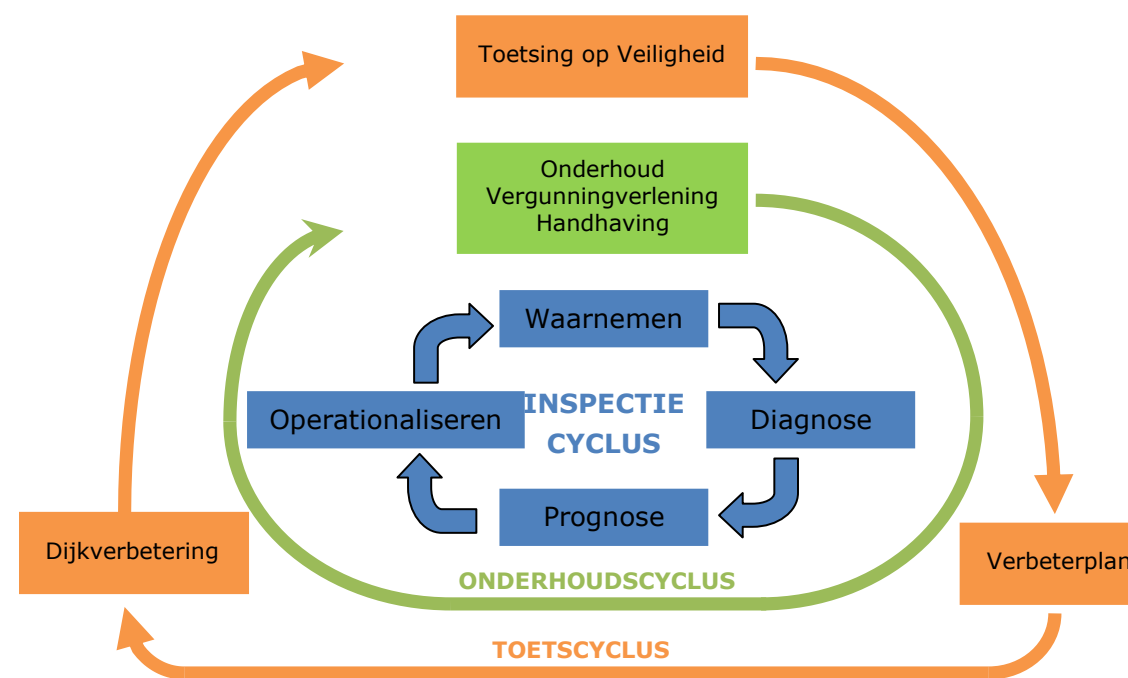 Toetsing op Veiligheid
Onderhoud
Vergunningverlening
Handhaving
Waarnemen
Operationaliseren
INSPECTIE
CYCLUS
Diagnose
Prognose
Dijkverbetering
Verbeterplan
ONDERHOUDSCYCLUS
TOETSCYCLUS